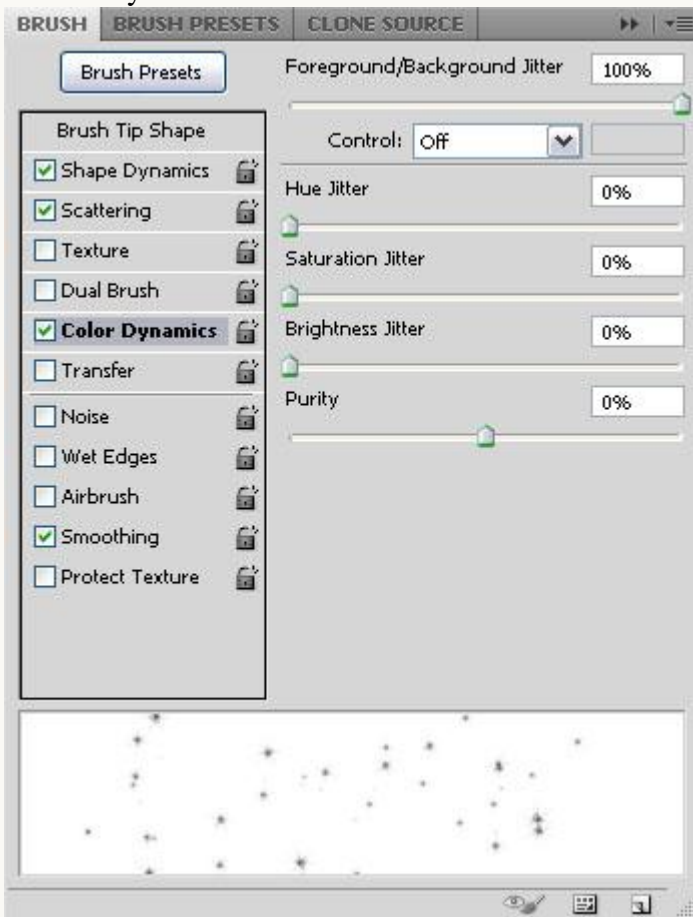 BRUSH BRUSH PRESETS CLONE SOURCE
Brush Presets
Brush Tip Shape
Shape Dynamics
Scattering
Texture
Dual Brush
Color Dynamics
Transfer
Noise
Wet Edges
Airbrush
Smoothing
Protect Texture
Foreground/Background Jitter 100%
Control: Off
Hue Jitter 0%
Saturation Jitter 0%
Brightness Jitter 0%
Purity 0%